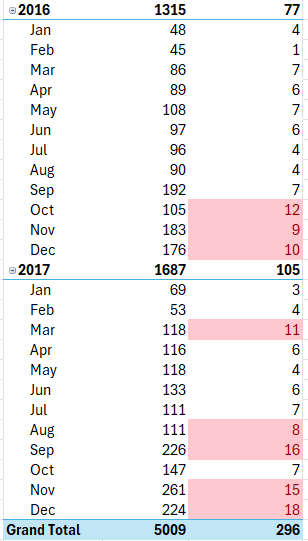 2016 1315 77
Jan 48 4
Feb 45 1
Mar 86 7
Apr 89 6
May 108 7
Jun 97 6
Jul 96 4
Aug 90 4
Sep 192 7
Oct 105 12
Nov 183 9
Dec 176 10
2017 1687 105
Jan 69 3
Feb 53 4
Mar 118 11
Apr 116 6
May 118 4
Jun 133 6
Jul 111 7
Aug 111 8
Sep 226 16
Oct 147 7
Nov 261 15
Dec 224 18
Grand Total 5009 296